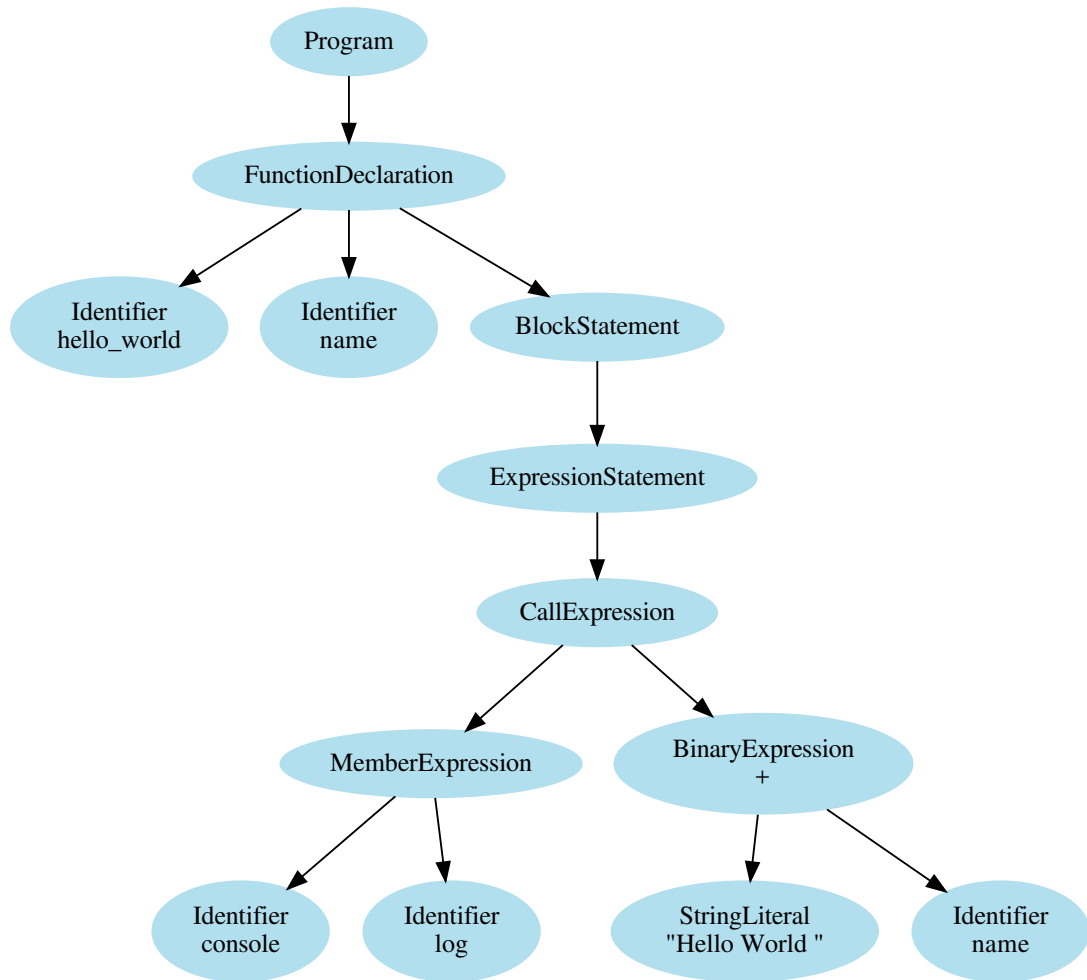 Program
FunctionDeclaration
Identifier
hello_world
Identifier
name
BlockStatement
ExpressionStatement
CallExpression
MemberExpression
BinaryExpression
+
Identifier
console
Identifier
log
StringLiteral
"Hello World "
Identifier
name